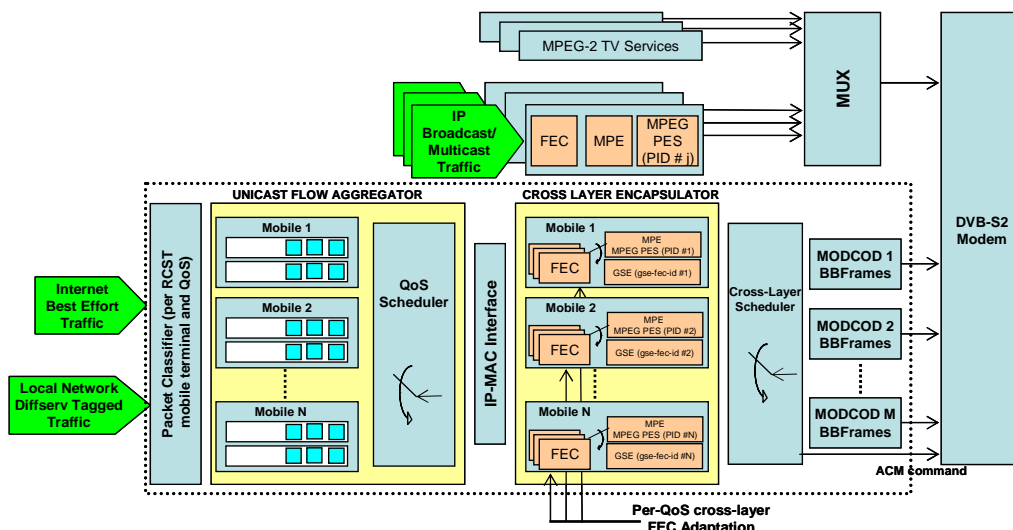 MPEG-2 TV Services
MUX
IP
Broadcast/
Multicast
Traffic
FEC
MPE
MPEG
PES
(PID # j)
DVB-S2
Modem
UNICAST FLOW AGGREGATOR
CROSS LAYER ENCAPSULATOR
Internet
Best Effort
Traffic
Local Network
Diffserv Tagged
Traffic
Packet Classifier (per RCST
mobile terminal and QoS)
Mobile 1
Mobile 2
Mobile N
QoS
Scheduler
IP-MAC Interface
Mobile 1
FEC
MPE
MPEG PES (PID #1)
GSE (gse-fec-id #1)
Mobile 2
FEC
MPE
MPEG PES (PID #2)
GSE (gse-fec-id #2)
Mobile N
FEC
MPE
MPEG PES (PID #N)
GSE (gse-fec-id #N)
Cross-Layer
Scheduler
MODCOD 1
BBFrames
MODCOD 2
BBFrames
MODCOD M
BBFrames
ACM command
Per-QoS cross-layer
FEC Adaptation